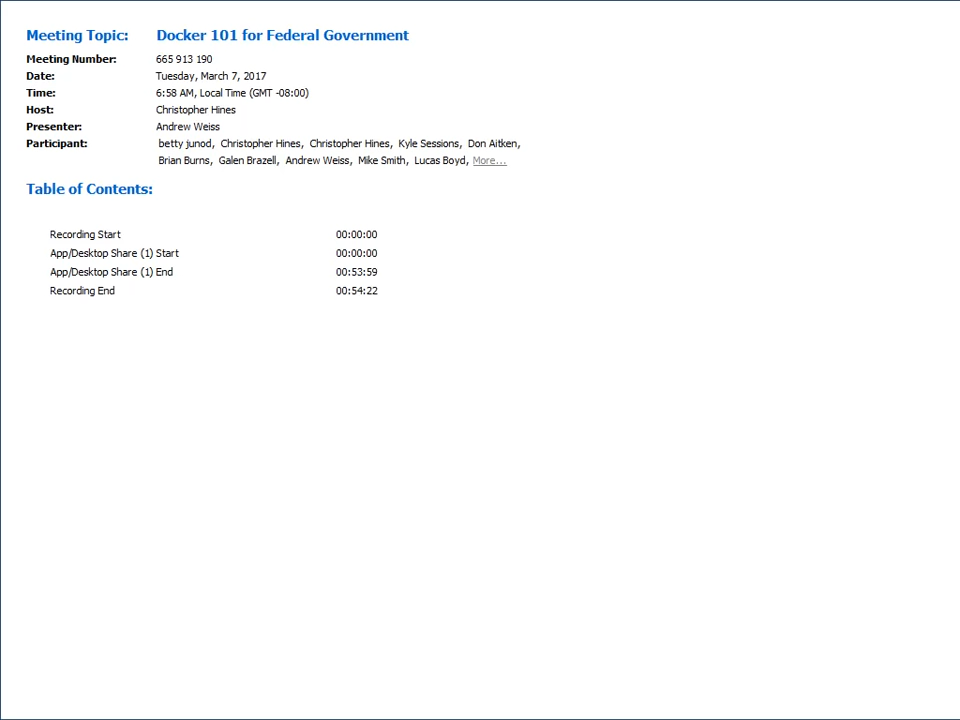 Meeting Topic: Docker 101 for Federal Government
Meeting Number: 665 913 190
Date: Tuesday, March 7, 2017
Time: 6:58 AM, Local Time (GMT -08:00)
Host: Christopher Hines
Presenter: Andrew Weiss
Participant: betty junod, Christopher Hines, Christopher Hines, Kyle Sessions, Don Aitken,
Brian Burns, Galen Brazell, Andrew Weiss, Mike Smith, Lucas Boyd, More...
Table of Contents:
Recording Start 00:00:00
App/Desktop Share (1) Start 00:00:00
App/Desktop Share (1) End 00:53:59
Recording End 00:54:22